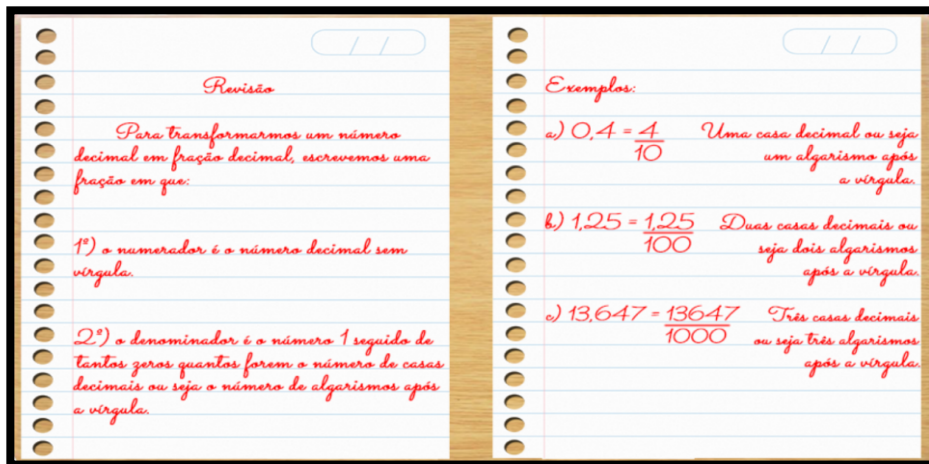 Revisão
Para transformarmos um número
decimal em fração decimal, escrevemos uma
fração em que:
1º) o numerador é o número decimal sem
vírgula.
2º) o denominador é o número 1 seguido de
tantos zeros quantos forem o número de casas
decimais ou seja o número de algarismos após
a vírgula.
Exemplos:
a) 0,4 = 4/10 Uma casa decimal ou seja
um algarismo após
a vírgula.
b) 1,25 = 1,25/100 Duas casas decimais ou
seja dois algarismos
após a vírgula.
c) 13,647 = 13647/1000 Três casas decimais
ou seja três algarismos
após a vírgula.